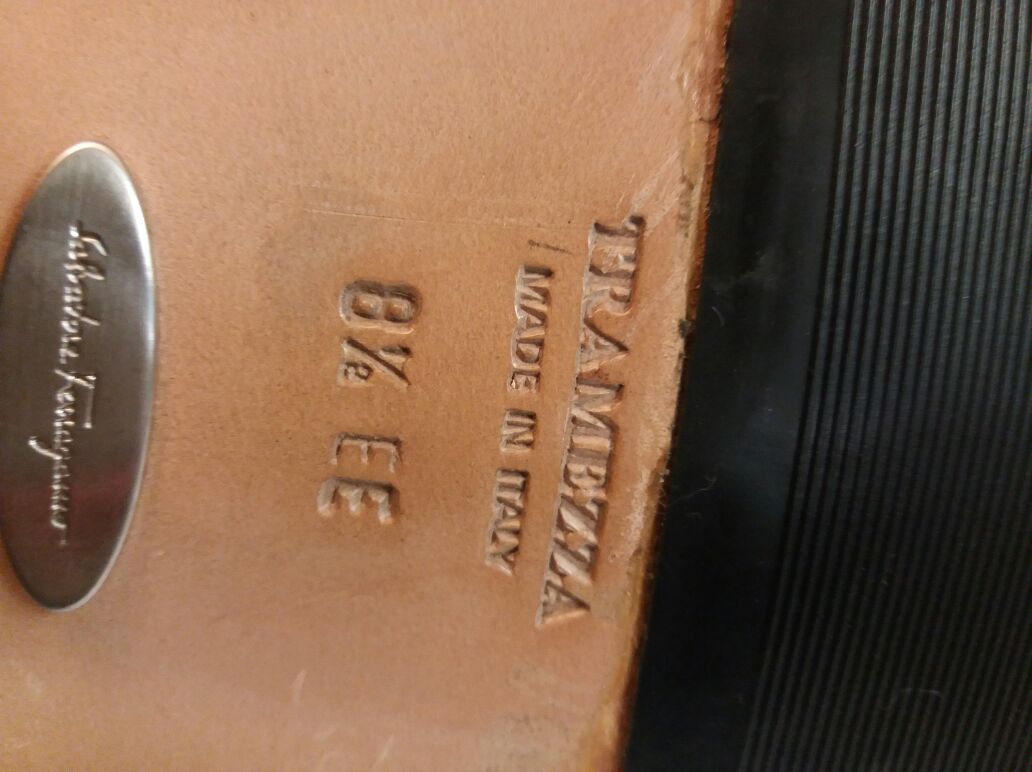 TRAMEZZA
MADE IN ITALY
8½ EE
Salvatore Ferragamo